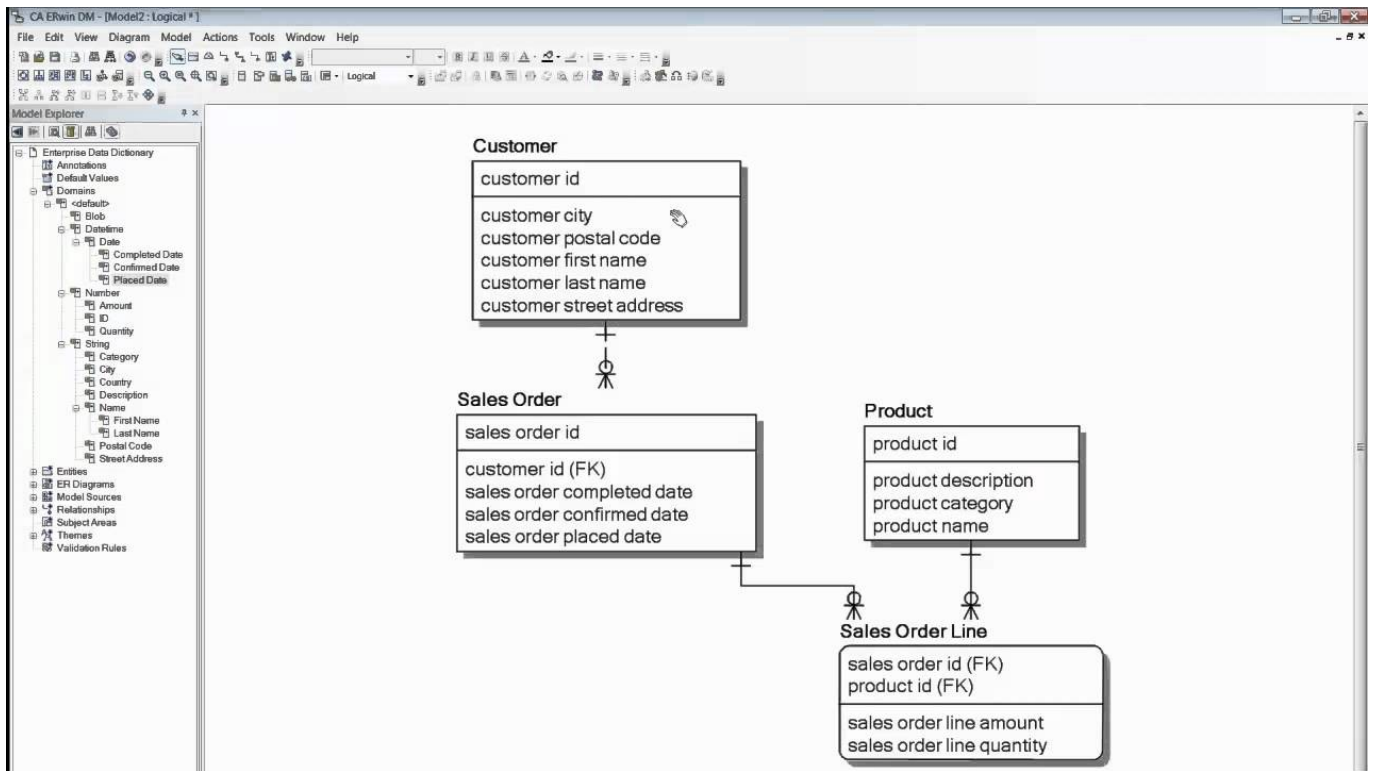 CA ERwin DM - [Model2 : Logical * ]
File Edit View Diagram Model Actions Tools Window Help
Logical
Model Explorer
Enterprise Data Dictionary
Annotations
Default Values
Domains
<default>
Blob
Datetime
Date
Completed Date
Confirmed Date
Placed Date
Number
Amount
ID
Quantity
String
Category
City
Country
Description
Name
First Name
Last Name
Postal Code
Street Address
Entities
ER Diagrams
Model Sources
Relationships
Subject Areas
Themes
Validation Rules
Customer
customer id
customer city
customer postal code
customer first name
customer last name
customer street address
Sales Order
sales order id
customer id (FK)
sales order completed date
sales order confirmed date
sales order placed date
Product
product id
product description
product category
product name
Sales Order Line
sales order id (FK)
product id (FK)
sales order line amount
sales order line quantity